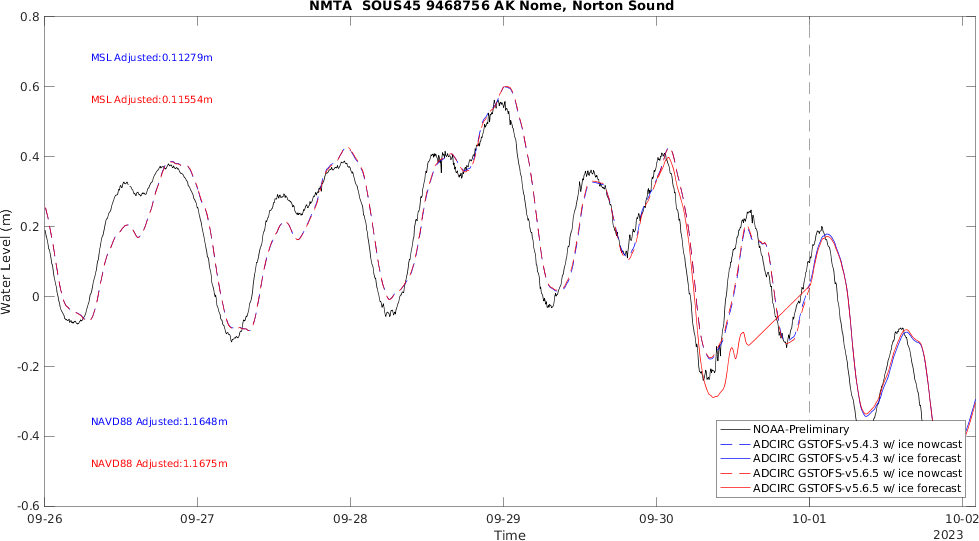 NMTA SOUS45 9468756 AK Nome, Norton Sound
0.8
MSL Adjusted:0.11279m
0.6
MSL Adjusted:0.11554m
0.4
0.2
Water Level (m)
0
-0.2
NAVD88 Adjusted:1.1648m
NOAA-Preliminary
-0.4
ADCIRC GSTOFS-v5.4.3 w/ ice nowcast
ADCIRC GSTOFS-v5.4.3 w/ ice forecast
NAVD88 Adjusted:1.1675m
ADCIRC GSTOFS-v5.6.5 w/ ice nowcast
ADCIRC GSTOFS-v5.6.5 w/ ice forecast
-0.6
09-26 09-27 09-28 09-29 09-30 10-01 10-02
Time
2023